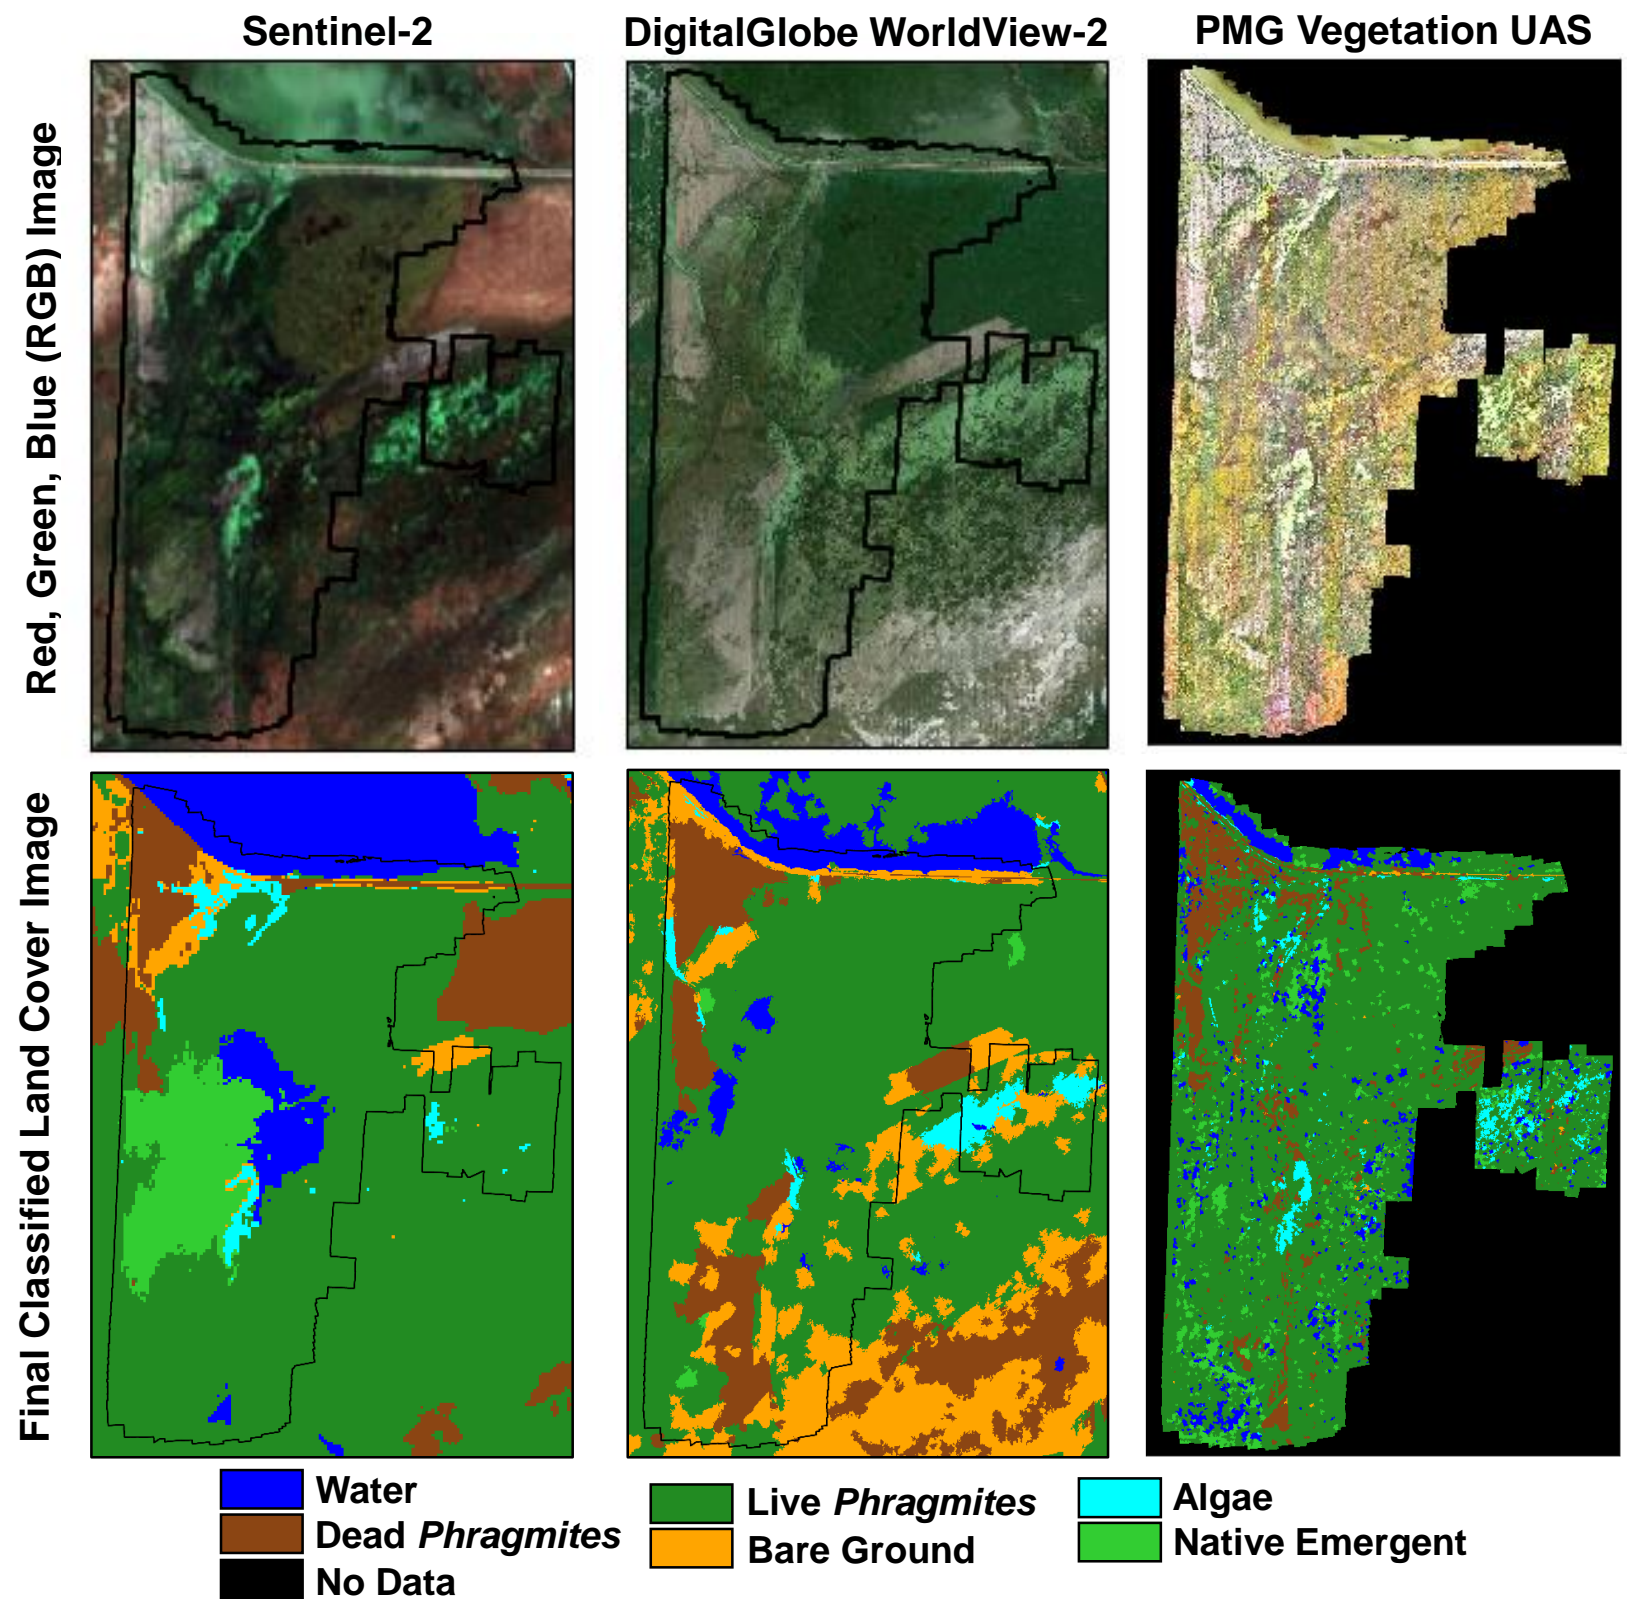 Sentinel-2
DigitalGlobe WorldView-2
PMG Vegetation UAS
Red, Green, Blue (RGB) Image
Final Classified Land Cover Image
Water
Dead Phragmites
No Data
Live Phragmites
Bare Ground
Algae
Native Emergent